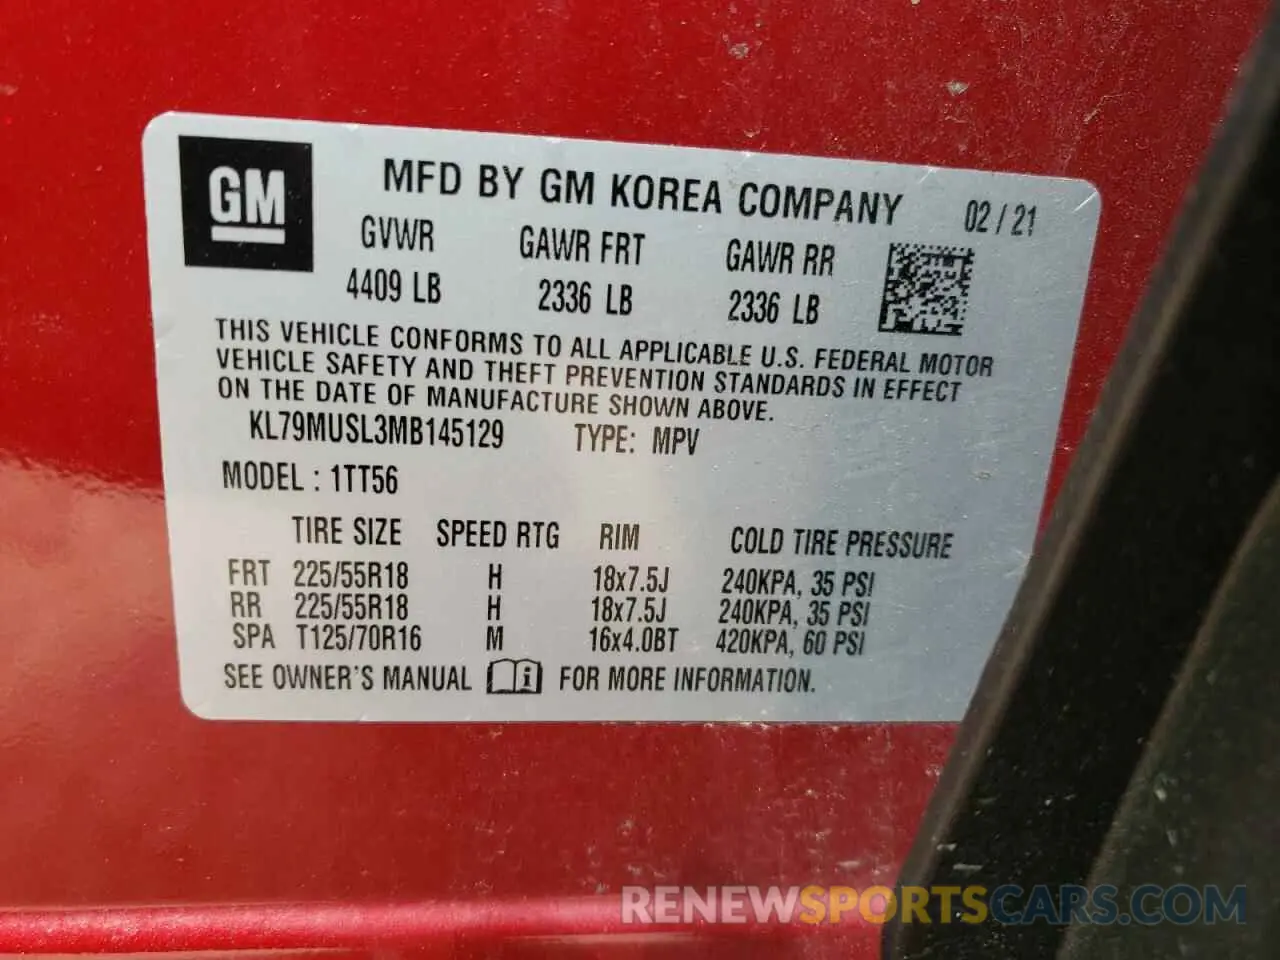 GM
MFD BY GM KOREA COMPANY 02/21
GVWR GAWR FRT GAWR RR
4409 LB 2336 LB 2336 LB
THIS VEHICLE CONFORMS TO ALL APPLICABLE U.S. FEDERAL MOTOR
VEHICLE SAFETY AND THEFT PREVENTION STANDARDS IN EFFECT
ON THE DATE OF MANUFACTURE SHOWN ABOVE.
KL79MUSL3MB145129 TYPE: MPV
MODEL : 1TT56
TIRE SIZE SPEED RTG RIM COLD TIRE PRESSURE
FRT 225/55R18 H 18x7.5J 240KPA, 35 PSI
RR 225/55R18 H 18x7.5J 240KPA, 35 PSI
SPA T125/70R16 M 16x4.0BT 420KPA, 60 PSI
SEE OWNER'S MANUAL i FOR MORE INFORMATION.
RENEWSPORTSCARS.COM